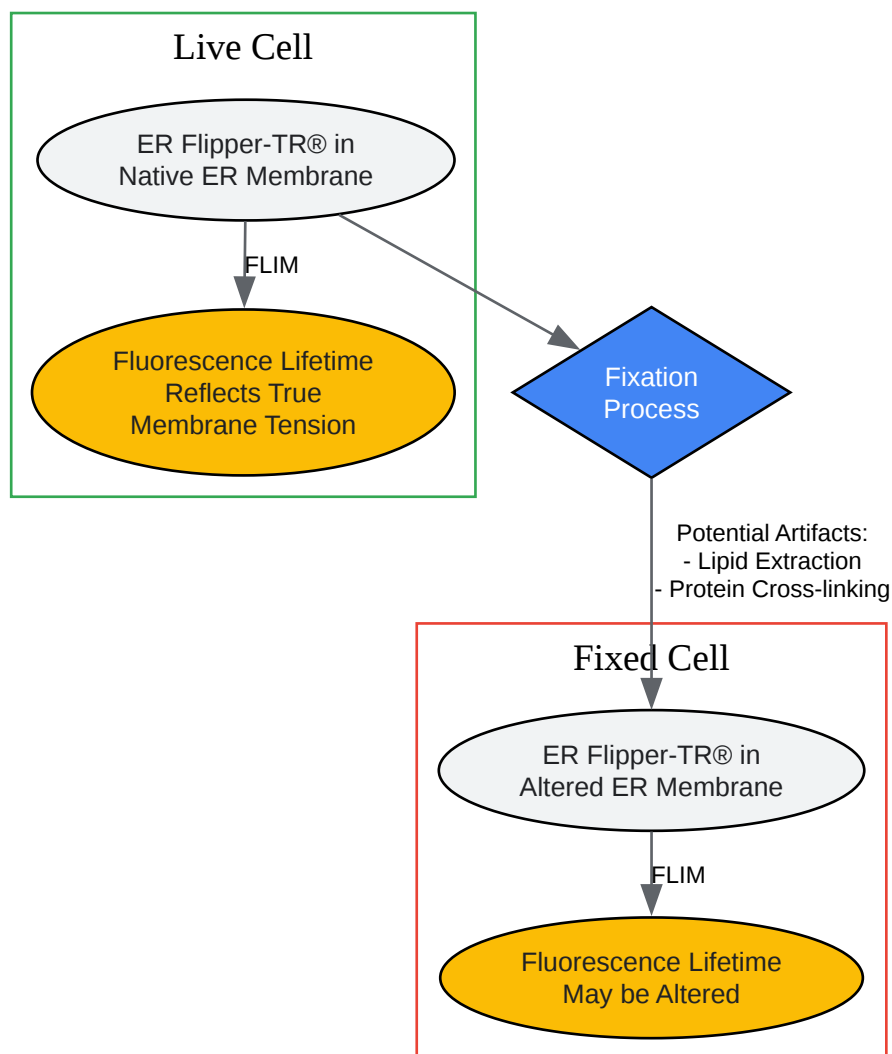 Live Cell
ER Flipper-TR® in
Native ER Membrane
FLIM
Fluorescence Lifetime
Reflects True
Membrane Tension
Fixation
Process
Potential Artifacts:
- Lipid Extraction
- Protein Cross-linking
Fixed Cell
ER Flipper-TR® in
Altered ER Membrane
FLIM
Fluorescence Lifetime
May be Altered